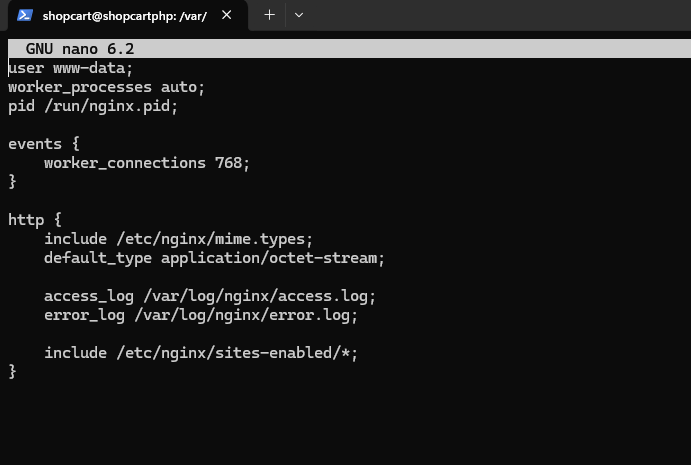 shopcart@shopcartphp: /var/
GNU nano 6.2
user www-data;
worker_processes auto;
pid /run/nginx.pid;
events {
worker_connections 768;
}
http {
include /etc/nginx/mime.types;
default_type application/octet-stream;
access_log /var/log/nginx/access.log;
error_log /var/log/nginx/error.log;
include /etc/nginx/sites-enabled/*;
}